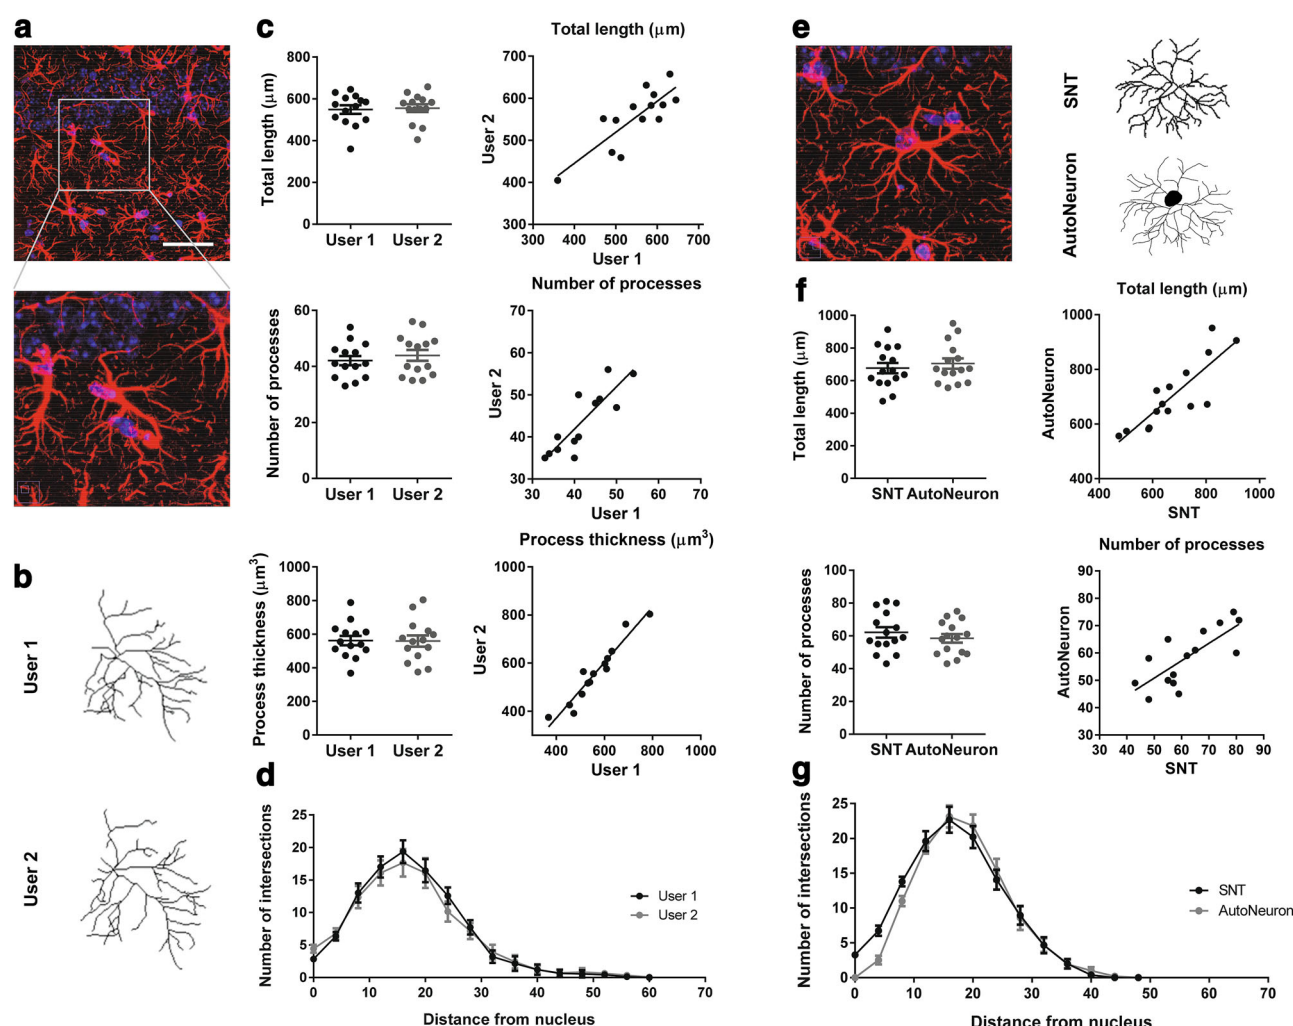 a
b
User 1
User 2
c
Total length (μm)
800
600
400
200
0
User 1 User 2
Total length (μm)
User 2
700
600
500
400
300
300 400 500 600 700
User 1
Number of processes
60
40
20
0
User 1 User 2
Number of processes
User 2
70
60
50
40
30
30 40 50 60 70
User 1
Process thickness (μm³)
1000
800
600
400
200
0
User 1 User 2
Process thickness (μm³)
User 2
1000
800
600
400
400 600 800 1000
User 1
d
Number of intersections
25
20
15
10
5
0
0 10 20 30 40 50 60 70
Distance from nucleus
User 1
User 2
e
SNT
AutoNeuron
f
Total length (μm)
1000
800
600
400
200
0
SNT AutoNeuron
Total length (μm)
AutoNeuron
1000
800
600
400
400 600 800 1000
SNT
Number of processes
100
80
60
40
20
0
SNT AutoNeuron
Number of processes
AutoNeuron
90
80
70
60
50
40
30
30 40 50 60 70 80 90
SNT
g
Number of intersections
25
20
15
10
5
0
0 10 20 30 40 50 60 70
Distance from nucleus
SNT
AutoNeuron